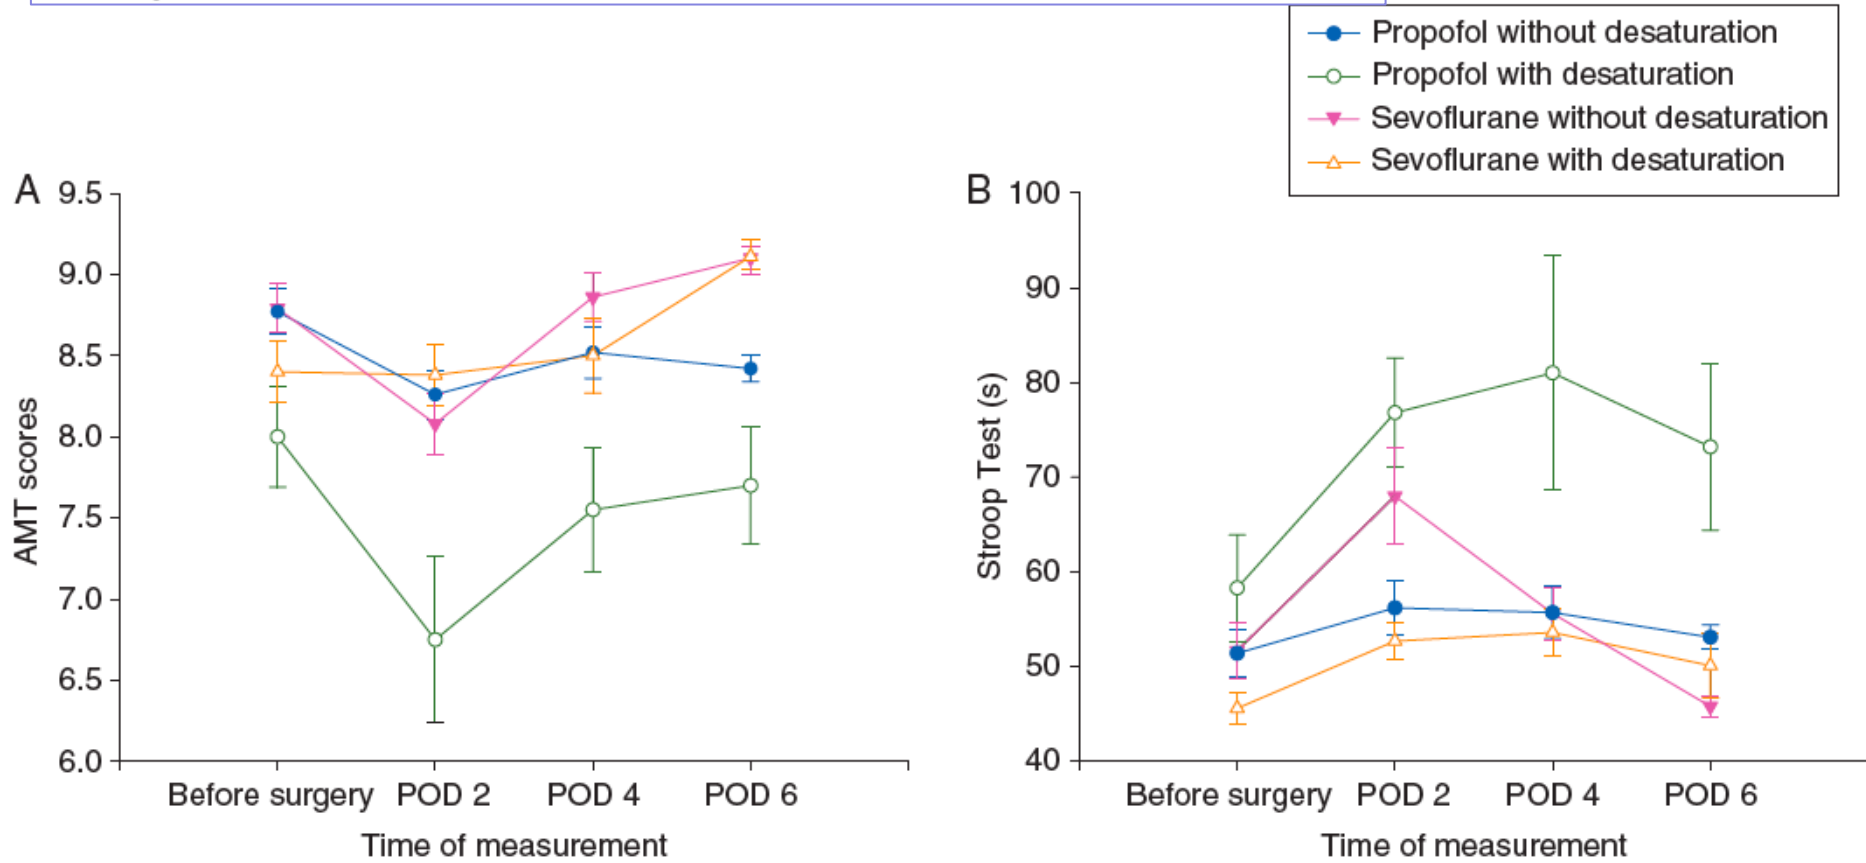 Propofol without desaturation
Propofol with desaturation
Sevoflurane without desaturation
Sevoflurane with desaturation
A
9.5
9.0
8.5
8.0
7.5
7.0
6.5
6.0
AMT scores
Before surgery POD 2 POD 4 POD 6
Time of measurement
B
100
90
80
70
60
50
40
Stroop Test (s)
Before surgery POD 2 POD 4 POD 6
Time of measurement